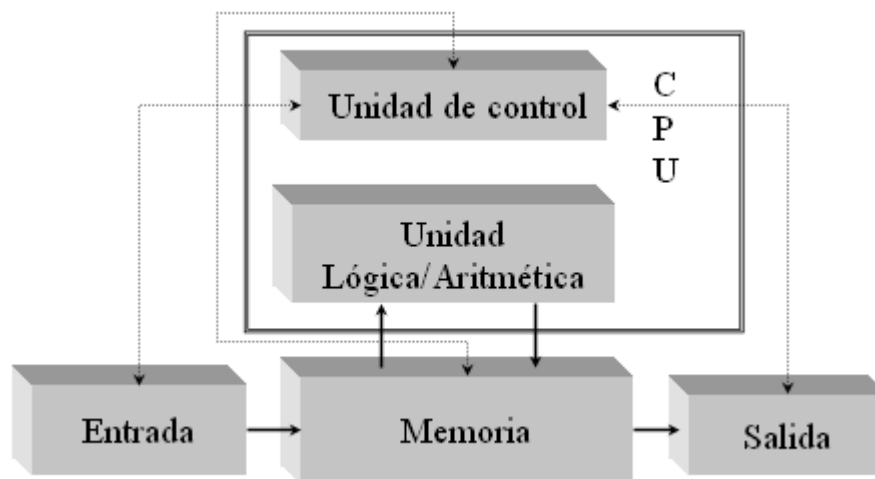 Unidad de control
C
P
U
Unidad
Lógica/Aritmética
Entrada
Memoria
Salida